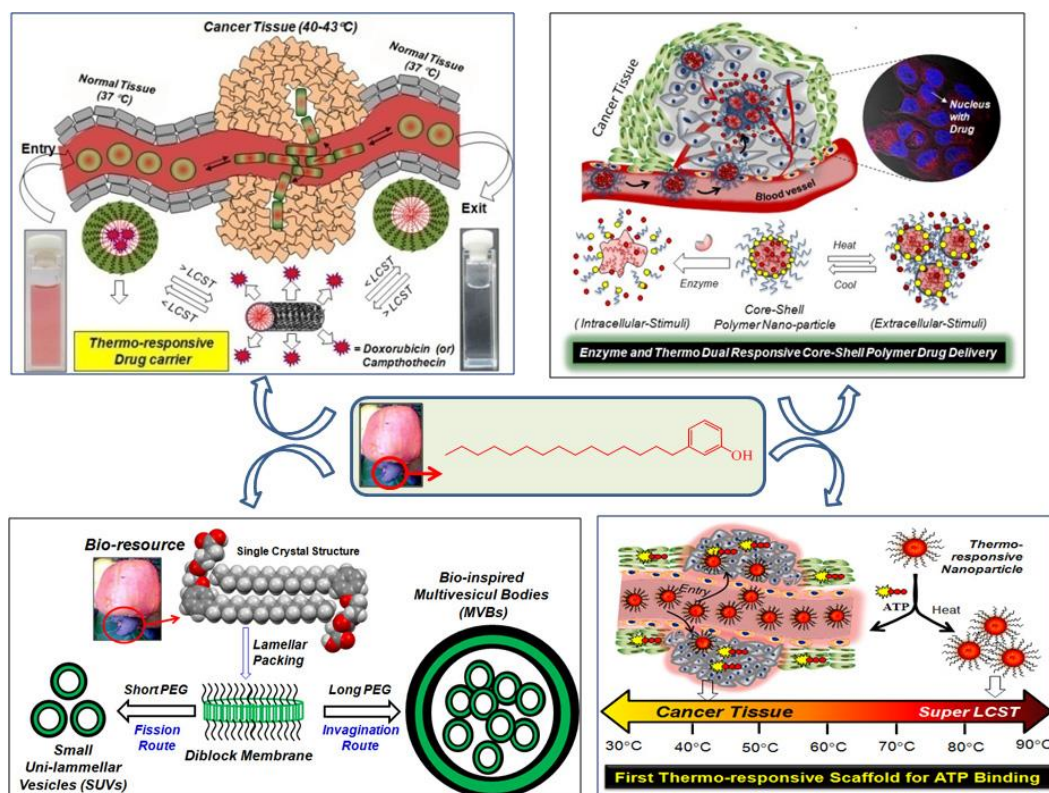 Cancer Tissue (40-43°C)
Normal Tissue
(37 °C)
Normal Tissue
(37 °C)
Entry
Exit
> LCST
< LCST
< LCST
> LCST
Thermo-responsive
Drug carrier
= Doxorubicin (or)
Campthothecin
Cancer Tissue
Nucleus
with
Drug
Blood vessel
Enzyme
Heat
Cool
(Intracellular-Stimuli)
Core-Shell
Polymer Nano-particle
(Extracellular-Stimuli)
Enzyme and Thermo Dual Responsive Core-Shell Polymer Drug Delivery
OH
Bio-resource
Single Crystal Structure
Lamellar
Packing
Bio-inspired
Multivesicul Bodies
(MVBs)
Short PEG
Fission
Route
Long PEG
Invagination
Route
Small
Uni-lammellar
Vesicles (SUVs)
Diblock Membrane
Entry
Thermo-
responsive
Nanoparticle
ATP
Heat
Cancer Tissue
Super LCST
30°C 40°C 50°C 60°C 70°C 80°C 90°C
First Thermo-responsive Scaffold for ATP Binding